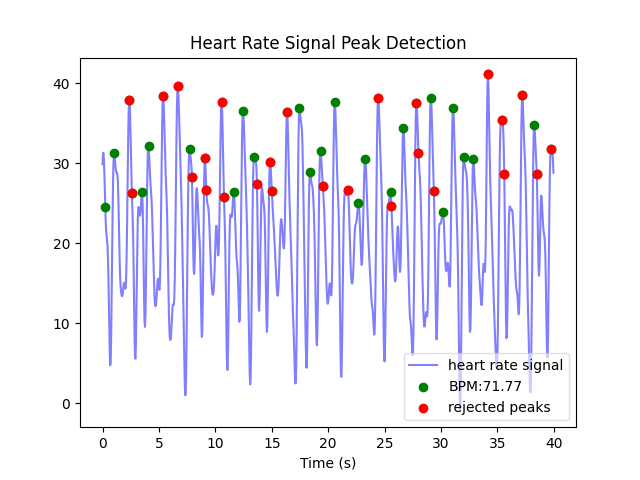 Heart Rate Signal Peak Detection
40
30
20
10
0
heart rate signal
BPM:71.77
rejected peaks
0 5 10 15 20 25 30 35 40
Time (s)